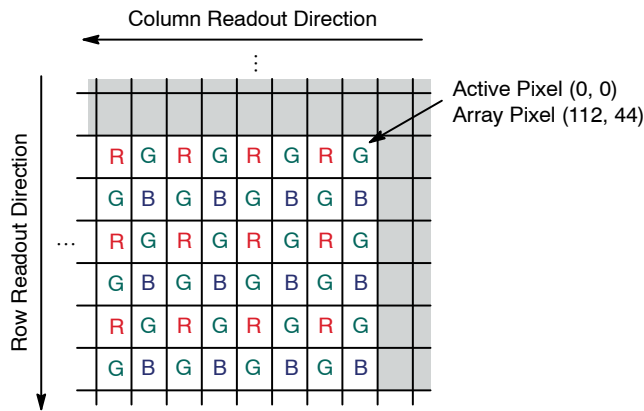 Column Readout Direction
...
Active Pixel (0, 0)
Array Pixel (112, 44)
Row Readout Direction
R G R G R G R G
G B G B G B G B
... R G R G R G R G
G B G B G B G B
R G R G R G R G
G B G B G B G B